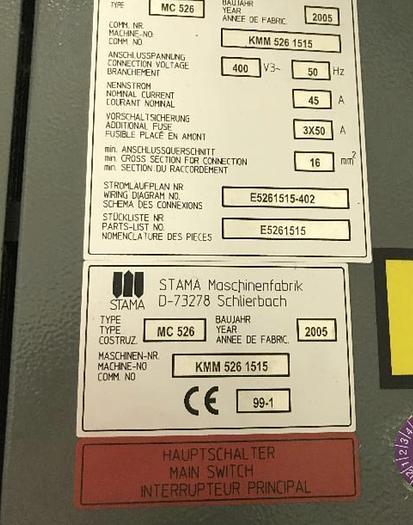 TYPE MC 526 BAUJAHR
YEAR
ANNEE DE FABRIC. 2005
COMM. NR.
MACHINE-NO:
COMM. NO
KMM 526 1515
ANSCHLUSSPANNUNG
CONNECTION VOLTAGE
BRANCHEMENT
400 V3~ 50 Hz
NENNSTROM
NOMINAL CURRENT
COURANT NOMINAL
45 A
VORSCHALTSICHERUNG
ADDITIONAL FUSE
FUSIBLE PLACÉ EN AMONT
3X50 A
min. ANSCHLUSSQUERSCHNITT
min. CROSS SECTION FOR CONNECTION
min. SECTION DU RACCORDEMENT
16 mm²
STROMLAUFPLAN NR
WIRING DIAGRAM NO.
SCHEMA DES CONNEXIONS
E5261515-402
STÜCKLISTE NR
PARTS-LIST NO.
NOMENCLATURE DES PIECES
E5261515
STAMA
STAMA Maschinenfabrik
D-73278 Schlierbach
TYPE
TYPE
COSTRUZ.
MC 526
BAUJAHR
YEAR
ANNEE DE FABRIC.
2005
MASCHINEN-NR.
MACHINE-NO
COMM. NO
KMM 526 1515
CE 99-1
HAUPTSCHALTER
MAIN SWITCH
INTERRUPTEUR PRINCIPAL